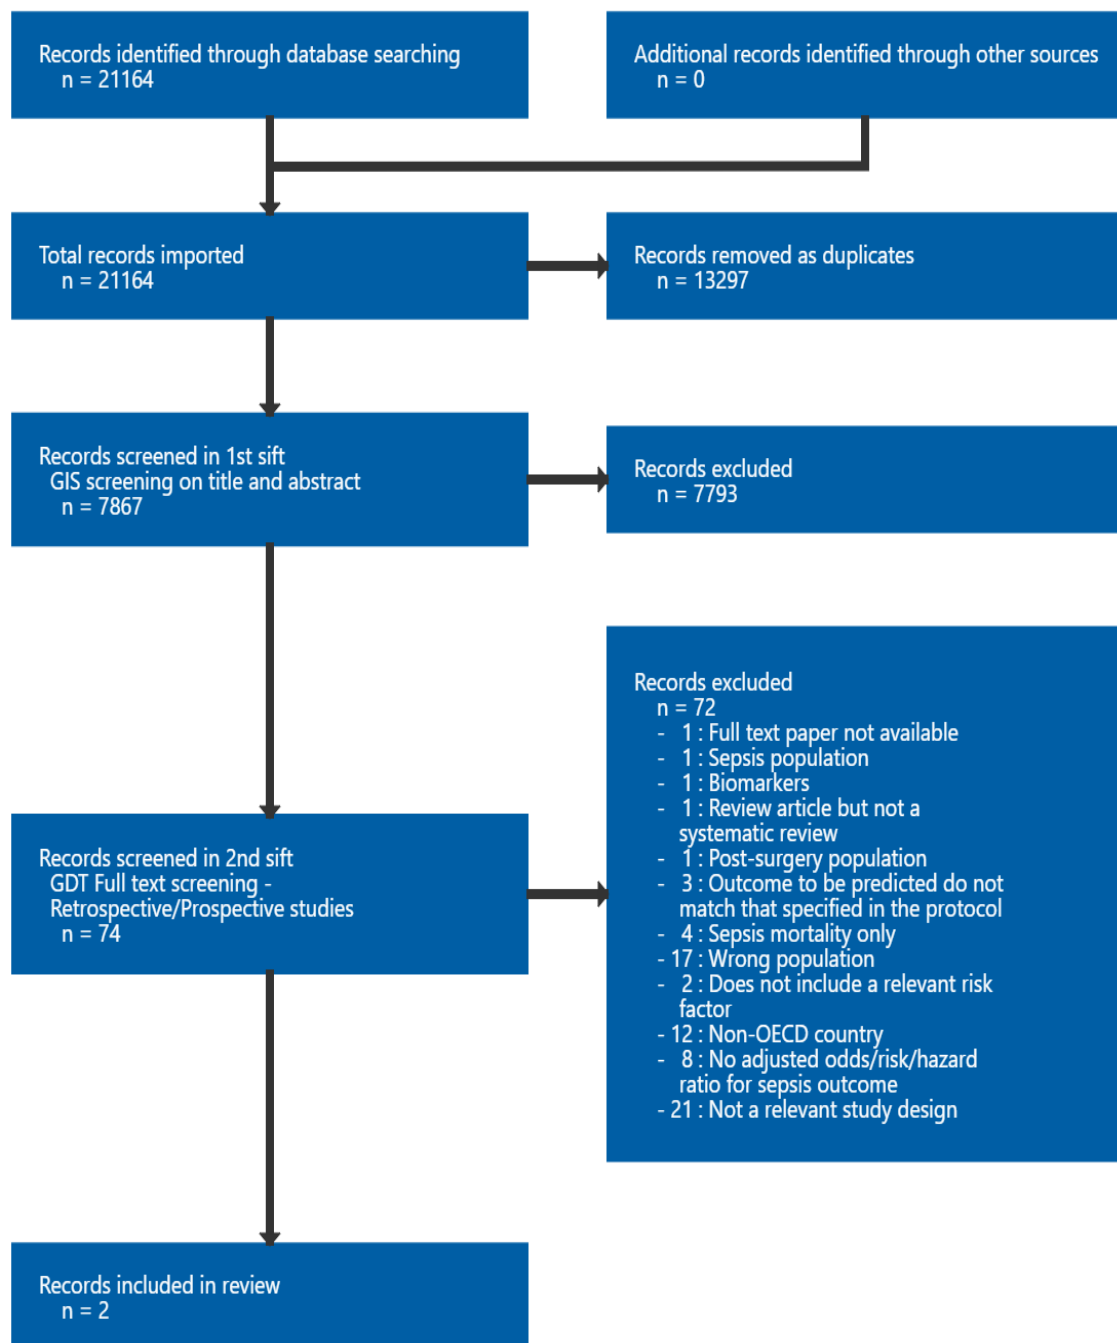 Records identified through database searching
n = 21164
Additional records identified through other sources
n = 0
Total records imported
n = 21164
Records removed as duplicates
n = 13297
Records screened in 1st sift
GIS screening on title and abstract
n = 7867
Records excluded
n = 7793
Records screened in 2nd sift
GDT Full text screening -
Retrospective/Prospective studies
n = 74
Records excluded
n = 72
- 1 : Full text paper not available
- 1 : Sepsis population
- 1 : Biomarkers
- 1 : Review article but not a
systematic review
- 1 : Post-surgery population
- 3 : Outcome to be predicted do not
match that specified in the protocol
- 4 : Sepsis mortality only
- 17 : Wrong population
- 2 : Does not include a relevant risk
factor
- 12 : Non-OECD country
- 8 : No adjusted odds/risk/hazard
ratio for sepsis outcome
- 21 : Not a relevant study design
Records included in review
n = 2